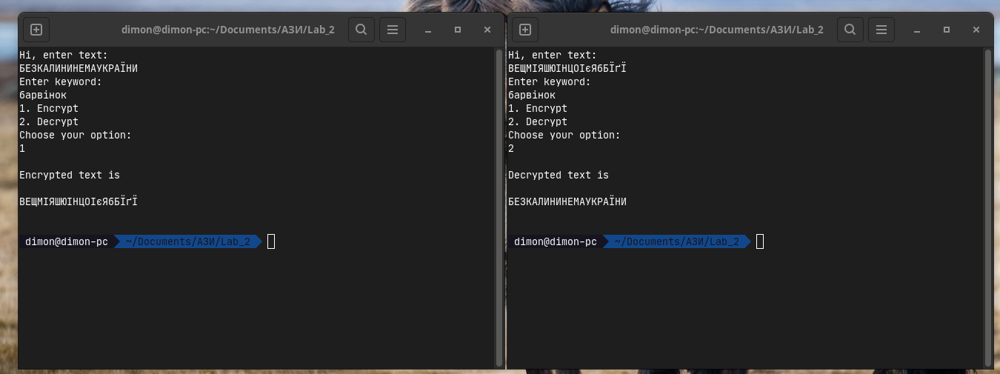 dimon@dimon-pc:~/Documents/АЗИ/Lab_2
Hi, enter text:
БЕЗКАЛИНИНЕМАУКРАЇНИ
Enter keyword:
барвінок
1. Encrypt
2. Decrypt
Choose your option:
1
Encrypted text is
ВЕЩМІЯШЮІНЦОІєЯбБЇґЇ
dimon@dimon-pc ~/Documents/АЗИ/Lab_2
dimon@dimon-pc:~/Documents/АЗИ/Lab_2
Hi, enter text:
ВЕЩМІЯШЮІНЦОІєЯбБЇґЇ
Enter keyword:
барвінок
1. Encrypt
2. Decrypt
Choose your option:
2
Decrypted text is
БЕЗКАЛИНИНЕМАУКРАЇНИ
dimon@dimon-pc ~/Documents/АЗИ/Lab_2